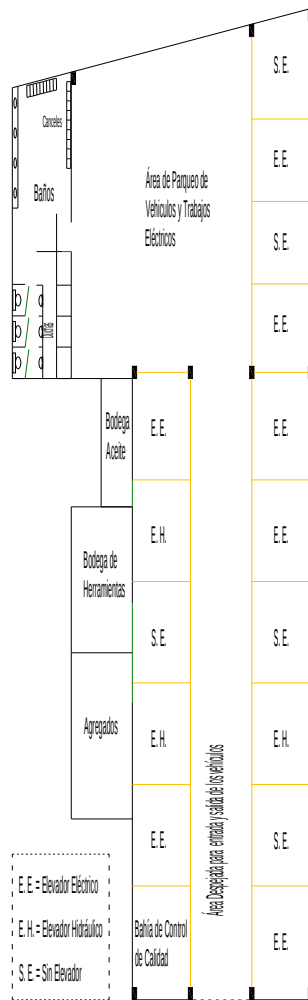 S. E.
Canceles
E.E.
Baños
Área de Parqueo de
Vehículos y Trabajos
Eléctricos
S. E.
E.E.
Duchas
Bodega
Aceite
E. E.
E.E.
Bodega de
Herramientas
E. H.
E.E.
S. E.
S. E.
Agregados
E. H.
E. H.
Área Despejada para entrada y salida de los vehículos
E. E.
S. E.
E. E. = Elevador Eléctrico
E. H. = Elevador Hidráulico
S. E. = Sin Elevador
Bahía de Control
de Calidad
E.E.